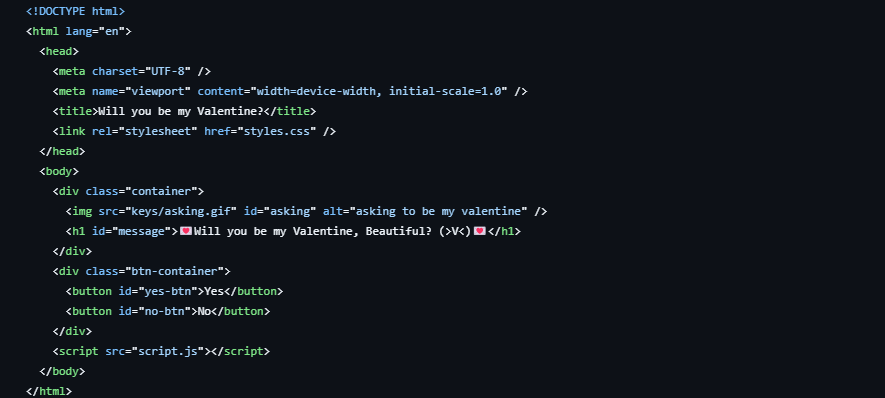 <!DOCTYPE html>
<html lang="en">
<head>
<meta charset="UTF-8" />
<meta name="viewport" content="width=device-width, initial-scale=1.0" />
<title>Will you be my Valentine?</title>
<link rel="stylesheet" href="styles.css" />
</head>
<body>
<div class="container">
<img src="keys/asking.gif" id="asking" alt="asking to be my valentine" />
<h1 id="message">💌Will you be my Valentine, Beautiful? (>V<)💌</h1>
</div>
<div class="btn-container">
<button id="yes-btn">Yes</button>
<button id="no-btn">No</button>
</div>
<script src="script.js"></script>
</body>
</html>